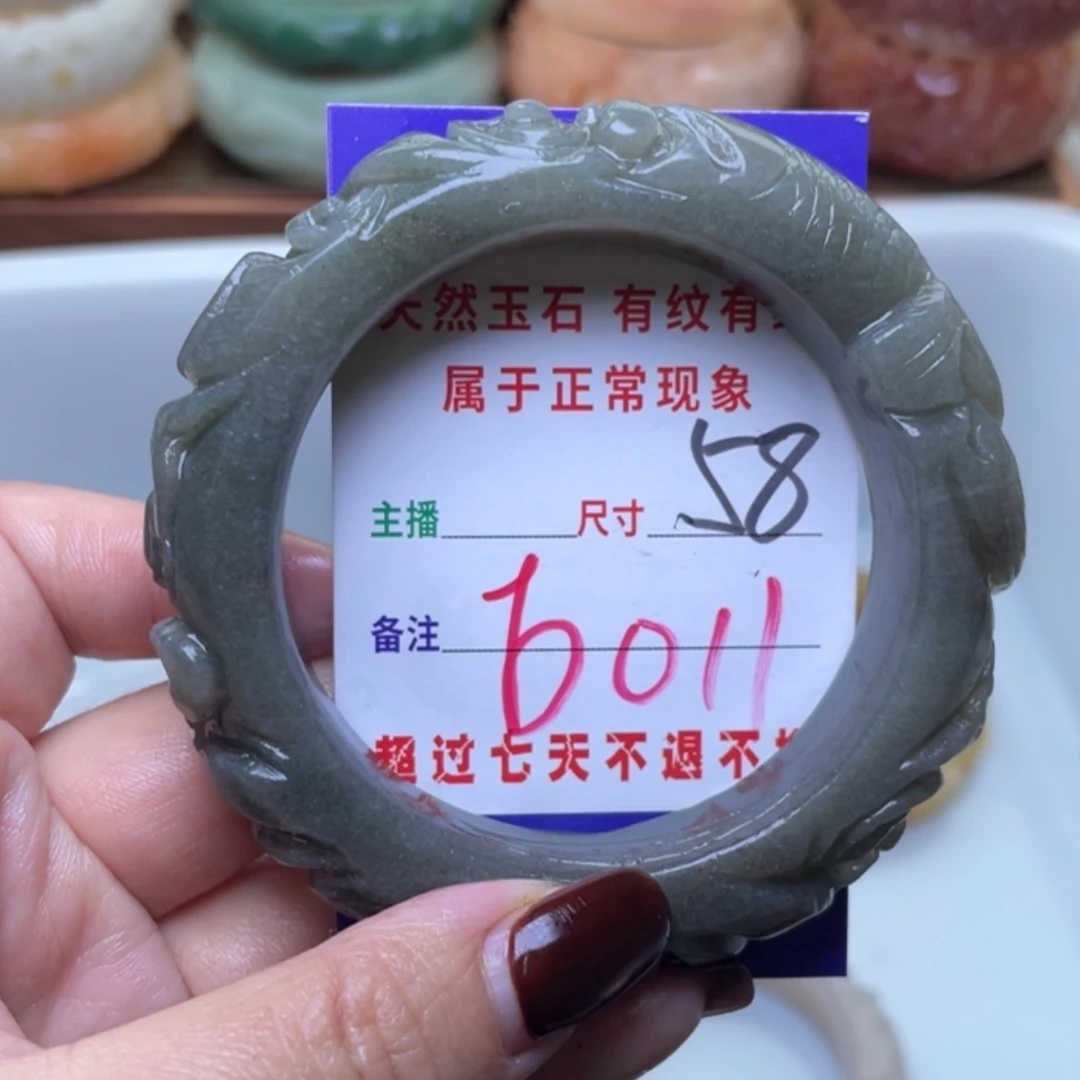 天然玉石 有纹有
属于正常现象
主播 尺寸 58
备注 6011
超过七天不退不